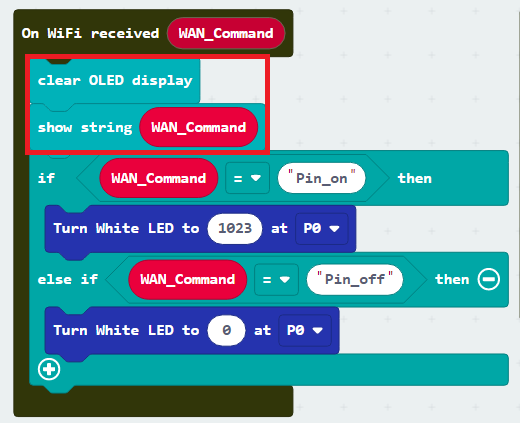 On WiFi received WAN_Command
clear OLED display
show string WAN_Command
if WAN_Command = "Pin_on" then
Turn White LED to 1023 at P0
else if WAN_Command = "Pin_off" then
Turn White LED to 0 at P0